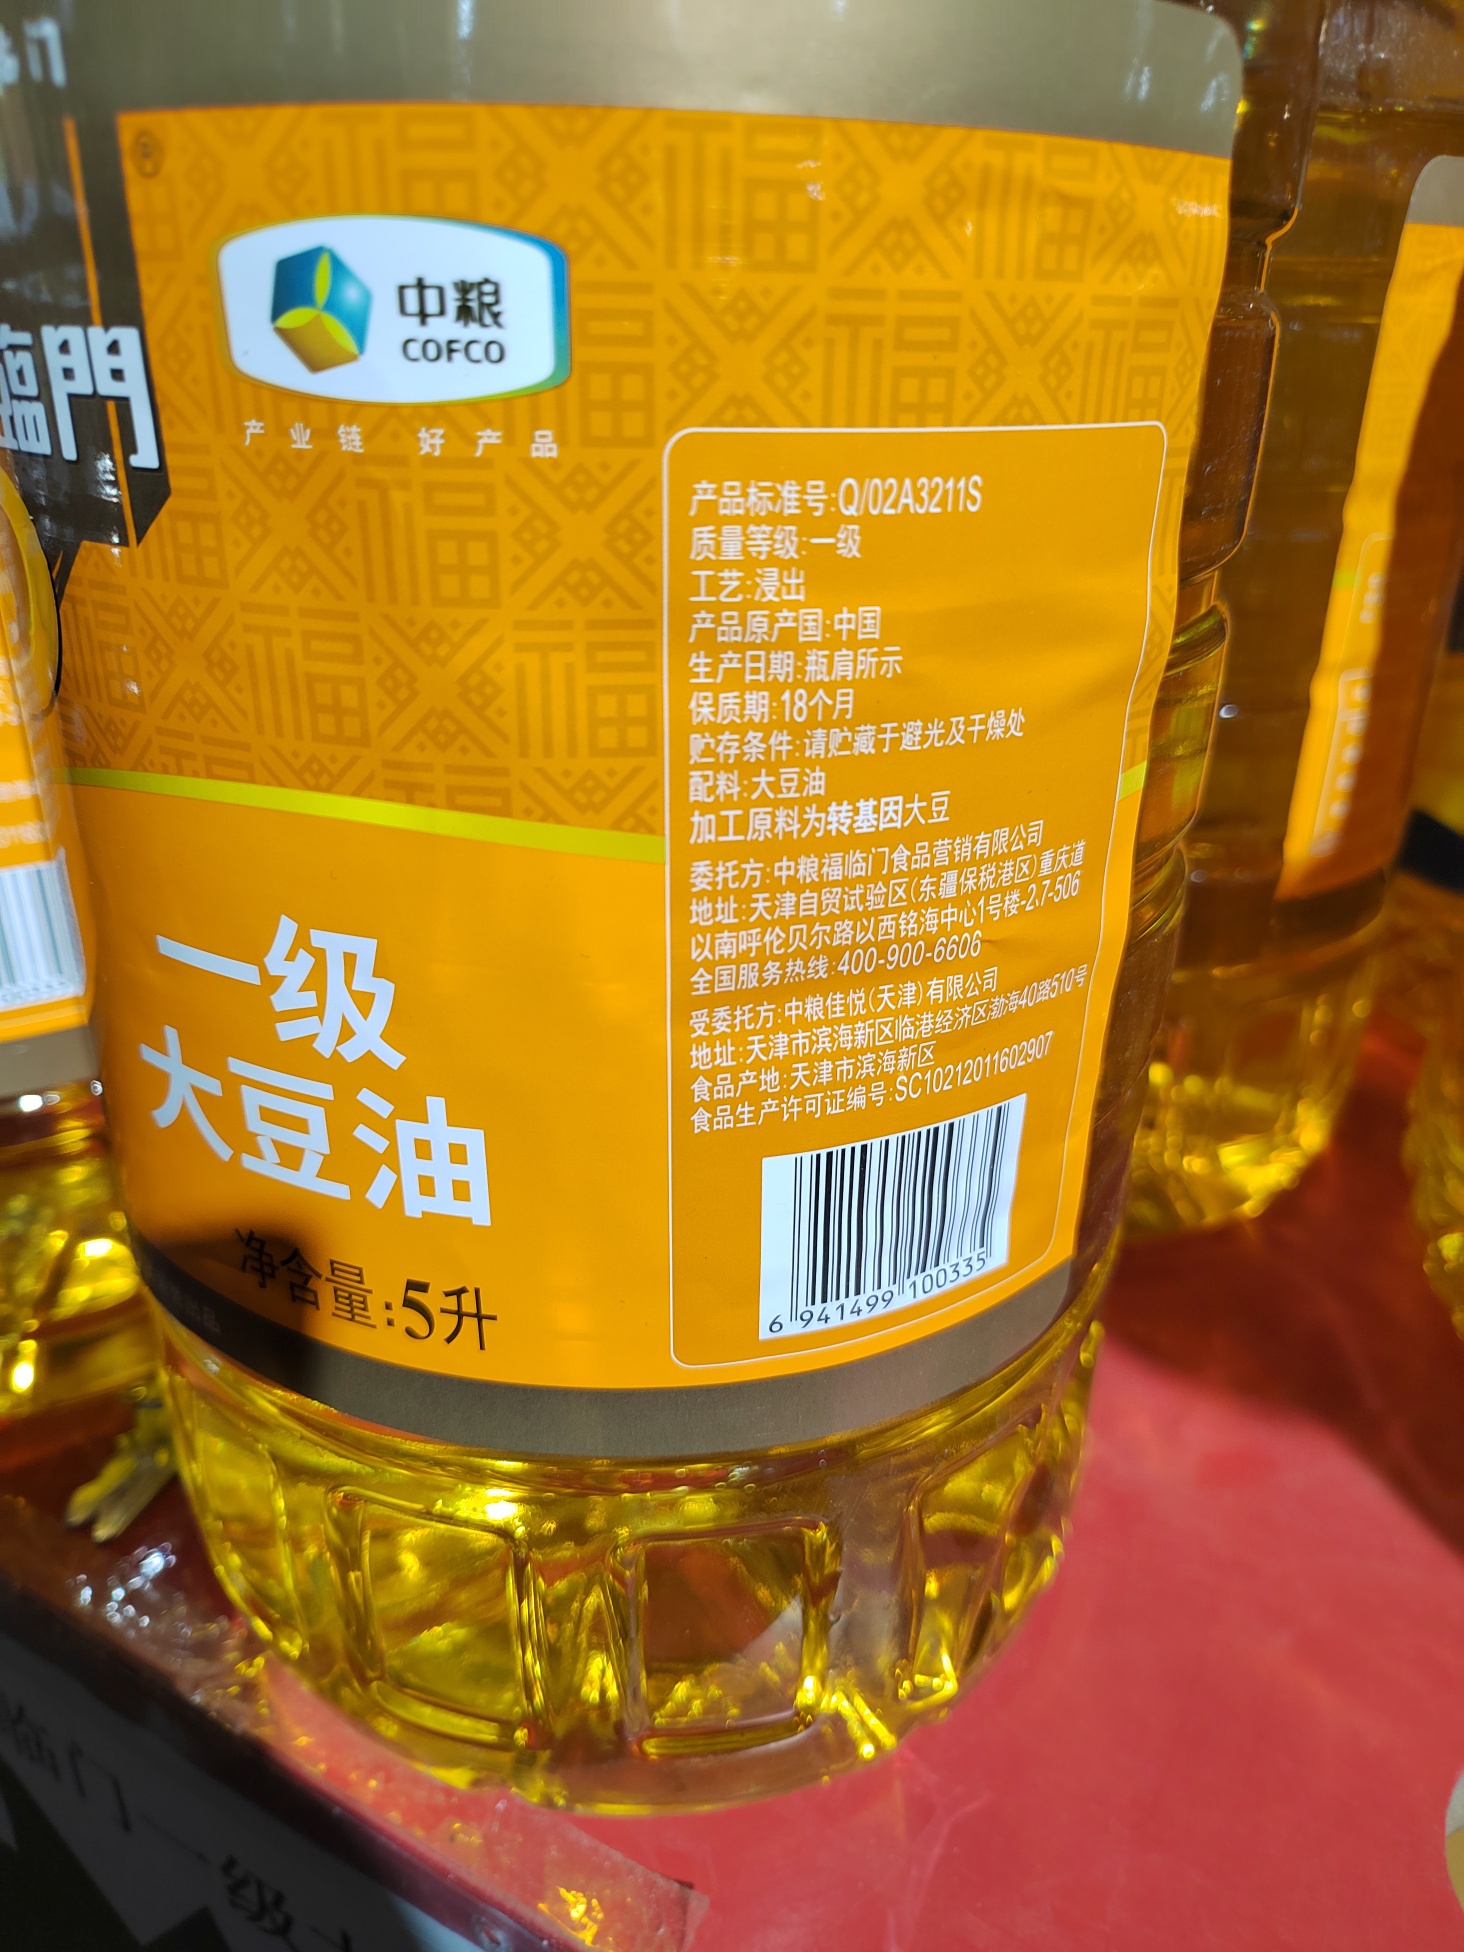 臨門
®
中粮
COFCO
产业链 好产品
产品标准号:Q/02A3211S
质量等级:一级
工艺:浸出
产品原产国:中国
生产日期:瓶肩所示
保质期:18个月
贮存条件:请贮藏于避光及干燥处
配料:大豆油
加工原料为转基因大豆
委托方:中粮福临门食品营销有限公司
地址:天津自贸试验区(东疆保税港区)重庆道
以南呼伦贝尔路以西铭海中心1号楼-2、7-506
全国服务热线:400-900-6606
受委托方:中粮佳悦(天津)有限公司
地址:天津市滨海新区临港经济区渤海40路510号
食品产地:天津市滨海新区
食品生产许可证编号:SC10212011602907
6 941499 100335
一级
大豆油
净含量:5升
临门一级大